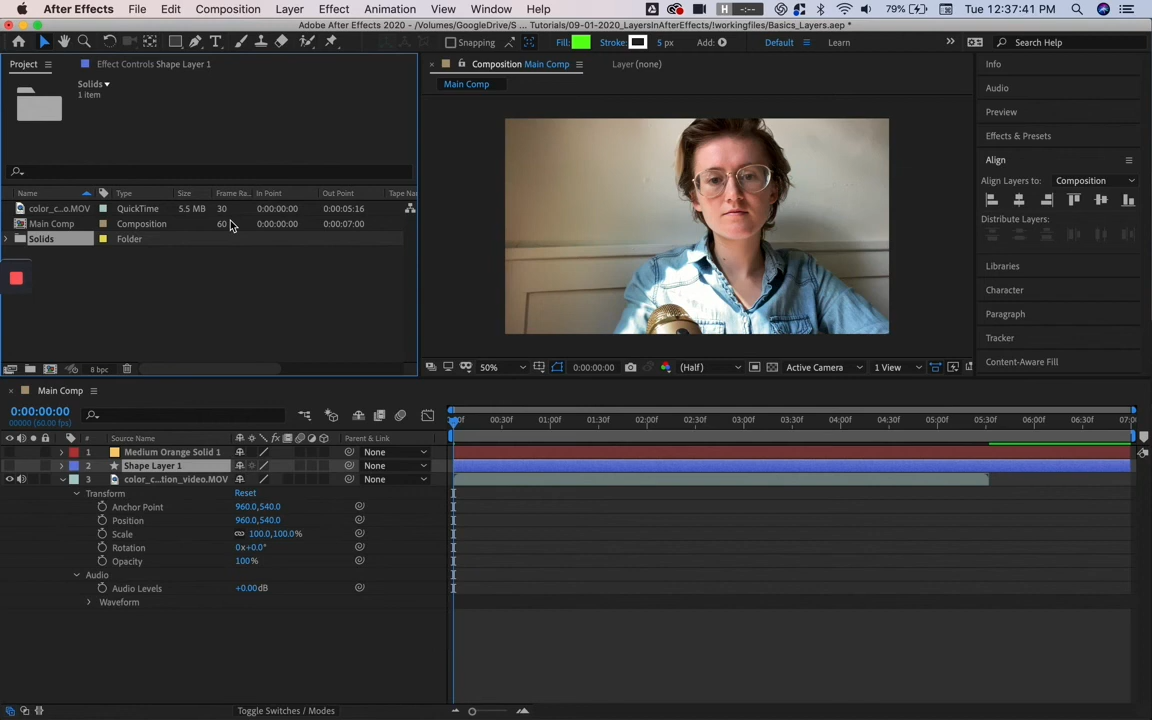 After Effects File Edit Composition Layer Effect Animation View Window Help 79% Tue 12:37:41 PM
Adobe After Effects 2020 - /Volumes/GoogleDrive/S ... Tutorials/09-01-2020_LayersInAfterEffects/!workingfiles/Basics_Layers.aep *
Snapping Fill: Stroke: 5 px Add: Default Learn Search Help
Project Effect Controls Shape Layer 1 Composition Main Comp Layer (none) Info
Solids Main Comp
1 item
Audio
Preview
Effects & Presets
Align
Align Layers to: Composition
Name Type Size Frame Ra... In Point Out Point Tape Na
color_c...o.MOV QuickTime 5.5 MB 30 0:00:00:00 0:00:05:16
Main Comp Composition 60 0:00:00:00 0:00:07:00
Distribute Layers:
Solids Folder
Libraries
Character
Paragraph
Tracker
Content-Aware Fill
8 bpc 50% 0:00:00:00 (Half) Active Camera 1 View
Main Comp
0:00:00:00
00000 (60.00 fps)
00:30f 01:00f 01:30f 02:00f 02:30f 03:00f 03:30f 04:00f 04:30f 05:00f 05:30f 06:00f 06:30f
# Source Name Parent & Link
1 Medium Orange Solid 1 None
2 Shape Layer 1 None
3 color_c...tion_video.MOV None
Transform Reset
Anchor Point 960.0,540.0
Position 960.0,540.0
Scale 100.0,100.0%
Rotation 0x+0.0°
Opacity 100%
Audio
Audio Levels +0.00dB
Waveform
Toggle Switches / Modes